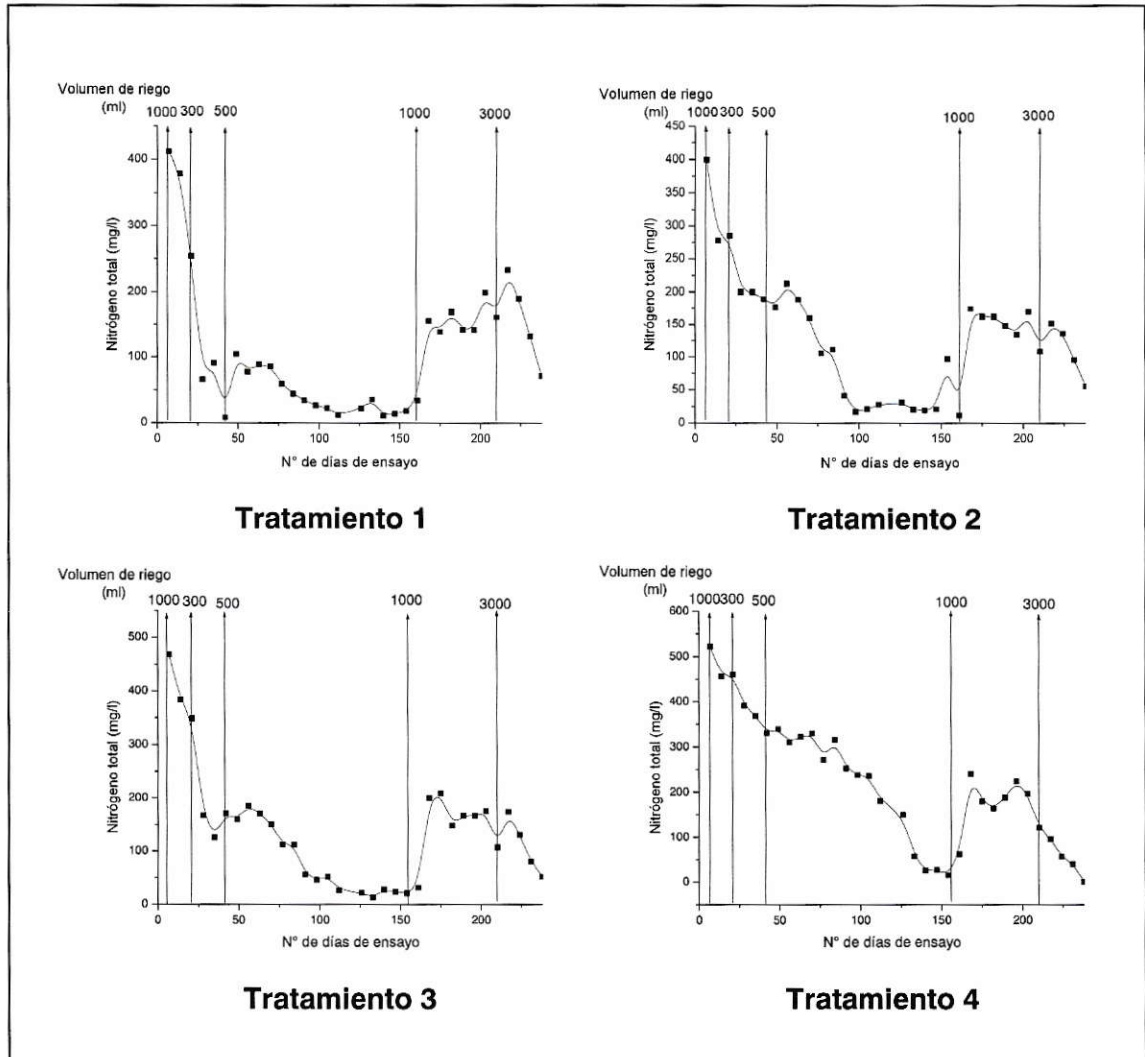 Volumen de riego
(ml)
1000 300 500 1000 3000
400
300
200
100
0
Nitrógeno total (mg/l)
0 50 100 150 200
N° de días de ensayo
Tratamiento 1
Volumen de riego
(ml)
1000 300 500 1000 3000
450
400
350
300
250
200
150
100
50
0
Nitrógeno total (mg/l)
0 50 100 150 200
N° de días de ensayo
Tratamiento 2
Volumen de riego
(ml)
1000 300 500 1000 3000
500
400
300
200
100
0
Nitrógeno total (mg/l)
0 50 100 150 200
N° de días de ensayo
Tratamiento 3
Volumen de riego
(ml)
1000 300 500 1000 3000
600
500
400
300
200
100
0
Nitrógeno total (mg/l)
0 50 100 150 200
N° de días de ensayo
Tratamiento 4